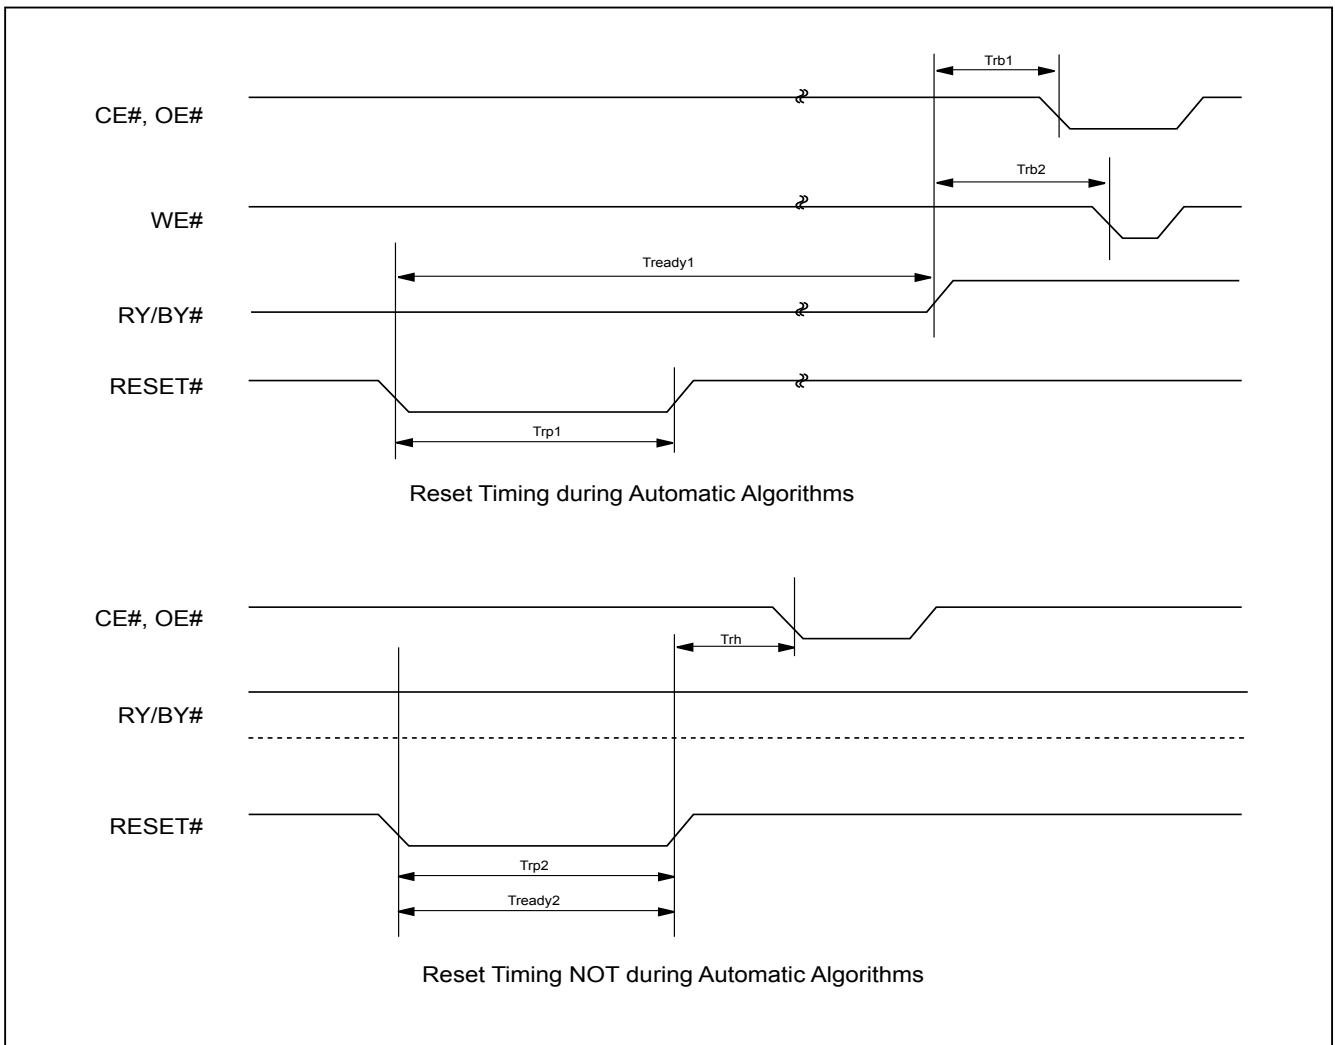 Trb1
CE#, OE#
Trb2
WE#
Tready1
RY/BY#
RESET#
Trp1
Reset Timing during Automatic Algorithms
CE#, OE#
Trh
RY/BY#
RESET#
Trp2
Tready2
Reset Timing NOT during Automatic Algorithms